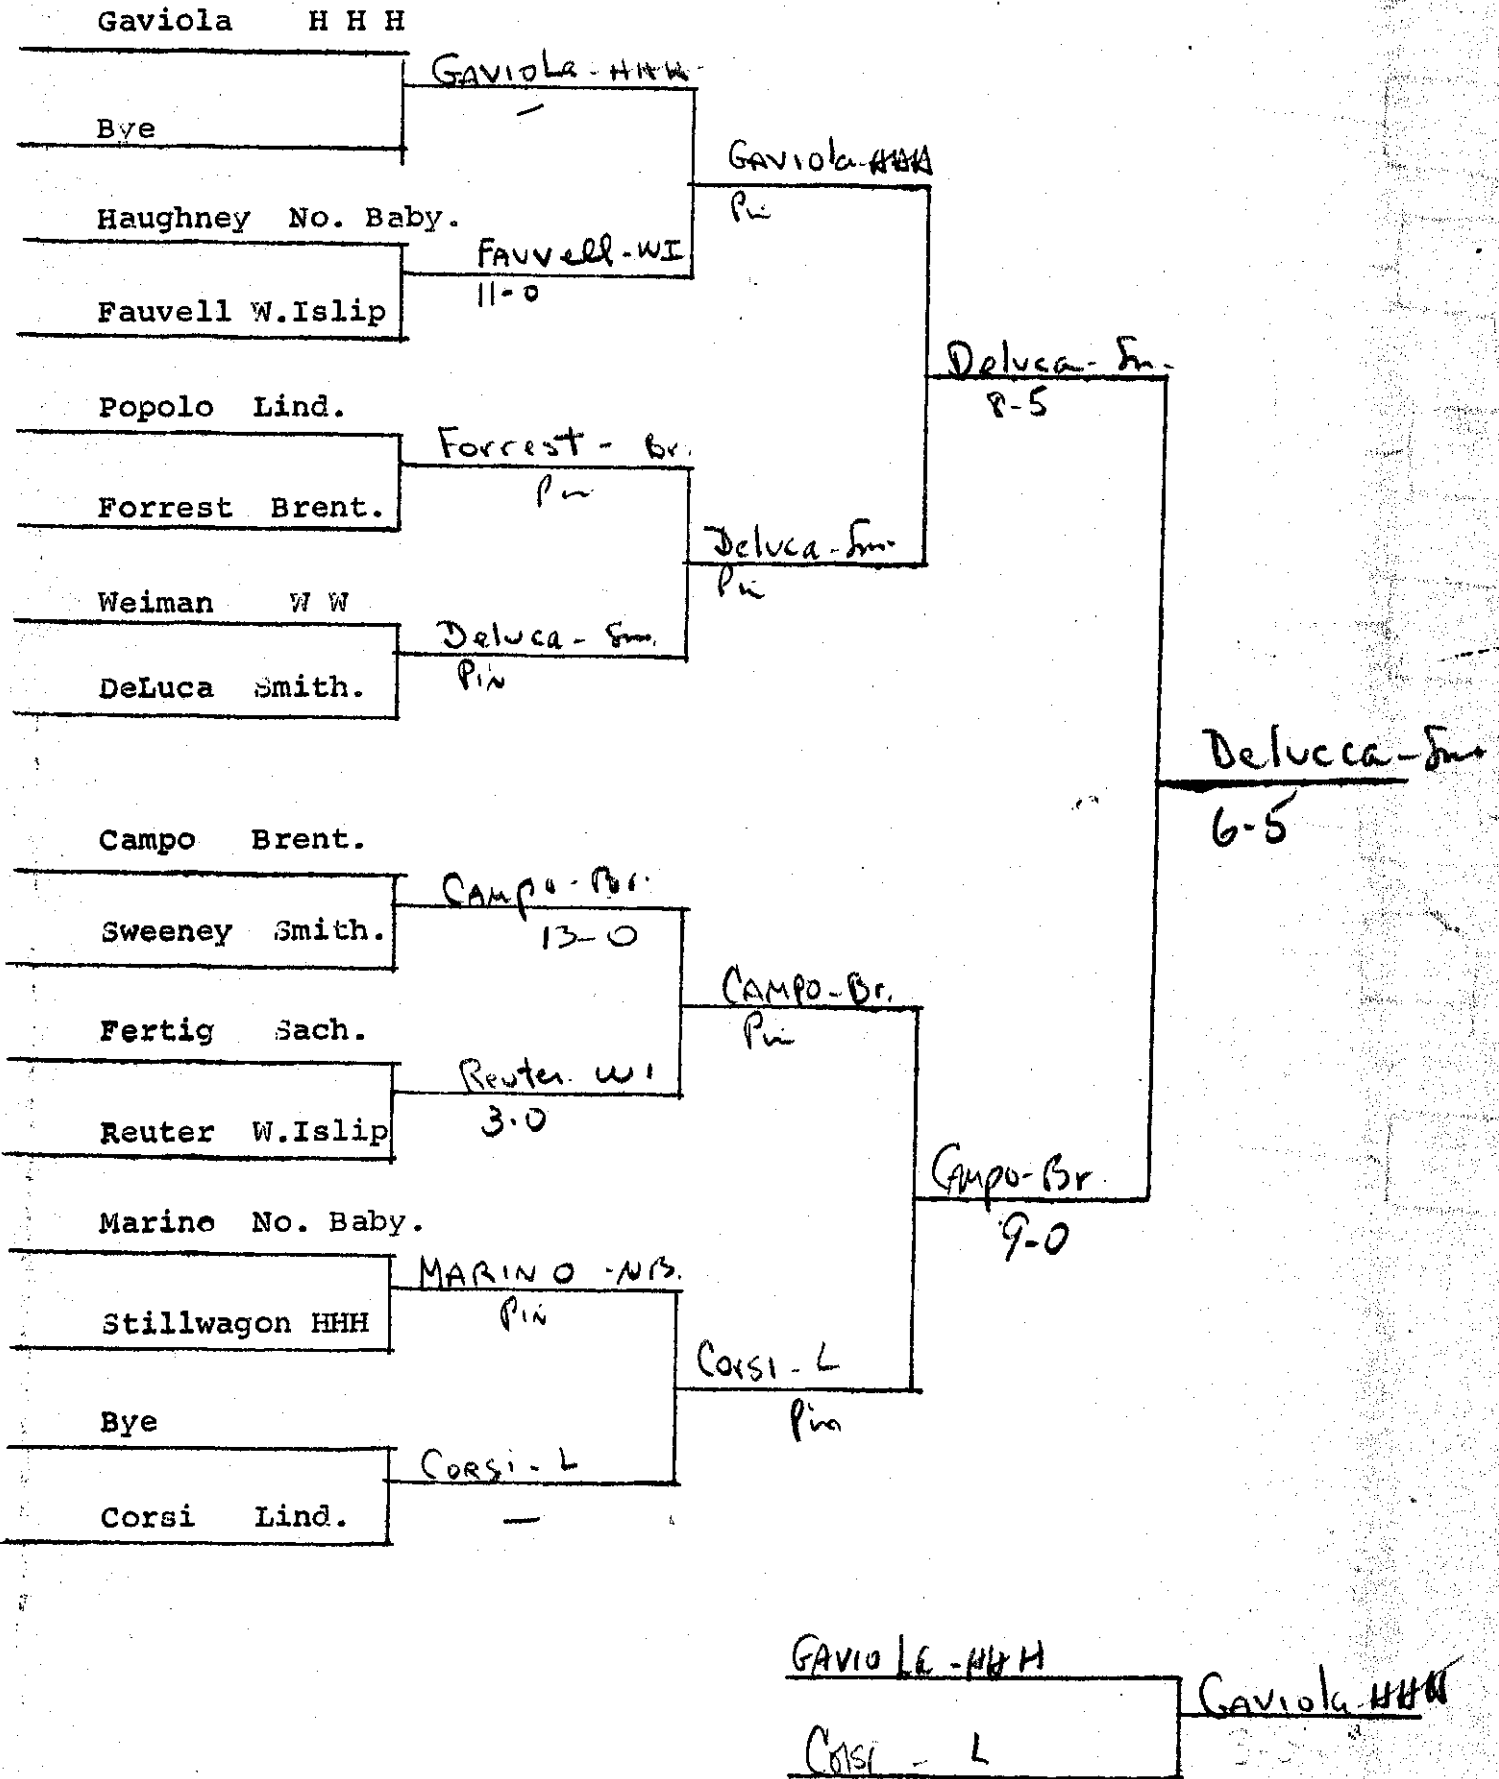 Gaviola H H H
GAVIOLa - HHH
Bye
GAVIOla-HHH
Pin
Haughney No. Baby.
FAUVell-WI
11-0
Fauvell W.Islip
Deluca- Sm.
8-5
Popolo Lind.
Forrest - Br.
Pin
Forrest Brent.
Deluca-Sm.
Pin
Weiman W W
Deluca - Sm.
PiN
DeLuca Smith.
Delucca-Sm.
6-5
Campo Brent.
CAMPO-Br.
13-0
Sweeney Smith.
CAMPO-Br.
Pin
Fertig Sach.
Reuter. WI
3.0
Reuter W.Islip
CAMPO-Br
9-0
Marino No. Baby.
MARINO -NB.
PiN
Stillwagon HHH
Corsi - L
Pin
Bye
CORSi - L
Corsi Lind.
GAVIOLa -HHH
GAVIOla-HHH
Corsi - L